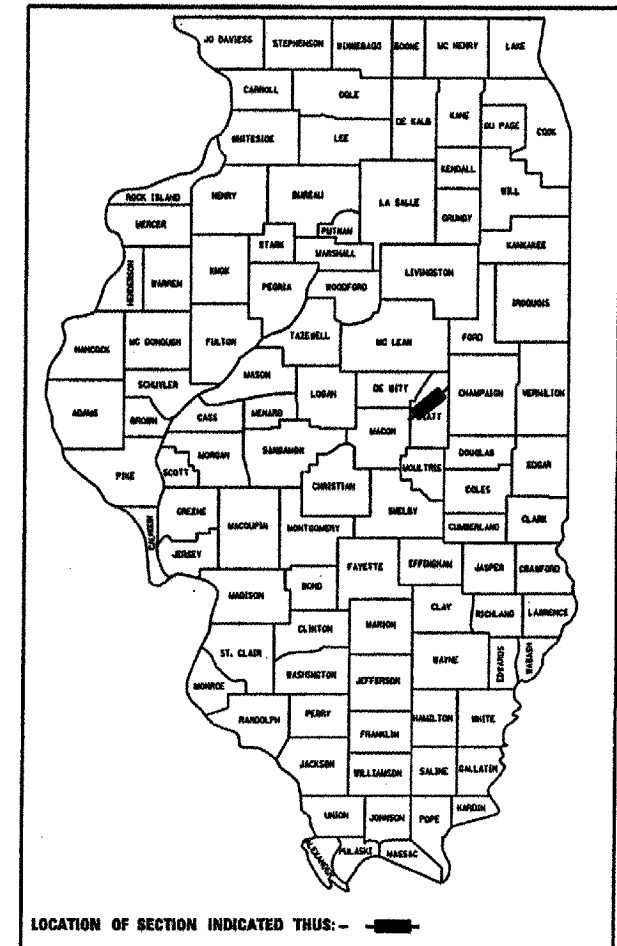 JO DAVIESS STEPHENSON WINNEBAGO BOONE MC HENRY LAKE
CARROLL OGLE DE KALB KANE DU PAGE COOK
WHITESIDE LEE
KENDALL WILL
ROCK ISLAND HENRY BUREAU LA SALLE GRUNDY
MERCER PUTNAM
STARK MARSHALL KANKAKEE
HENDERSON WARREN KNOX PEORIA WOODFORD LIVINGSTON
IROQUOIS
HANCOCK MC DONOUGH FULTON TAZEWELL MC LEAN FORD
MASON
SCHUYLER LOGAN DE WITT CHAMPAIGN VERMILION
ADAMS BROWN CASS MENARD MACON
MORGAN SANGAMON DOUGLAS
PIKE SCOTT MOULTRIE EDGAR
CHRISTIAN COLES
GREENE MACOUPIN MONTGOMERY SHELBY CLARK
CALHOUN CUMBERLAND
JERSEY FAYETTE EFFINGHAM JASPER CRAWFORD
MADISON BOND
CLAY RICHLAND LAWRENCE
CLINTON MARION
ST. CLAIR WAYNE EDWARDS WABASH
WASHINGTON JEFFERSON
MONROE
RANDOLPH PERRY HAMILTON WHITE
FRANKLIN
JACKSON WILLIAMSON SALINE GALLATIN
UNION JOHNSON POPE HARDIN
ALEXANDER PULASKI MASSAC
LOCATION OF SECTION INDICATED THUS:-